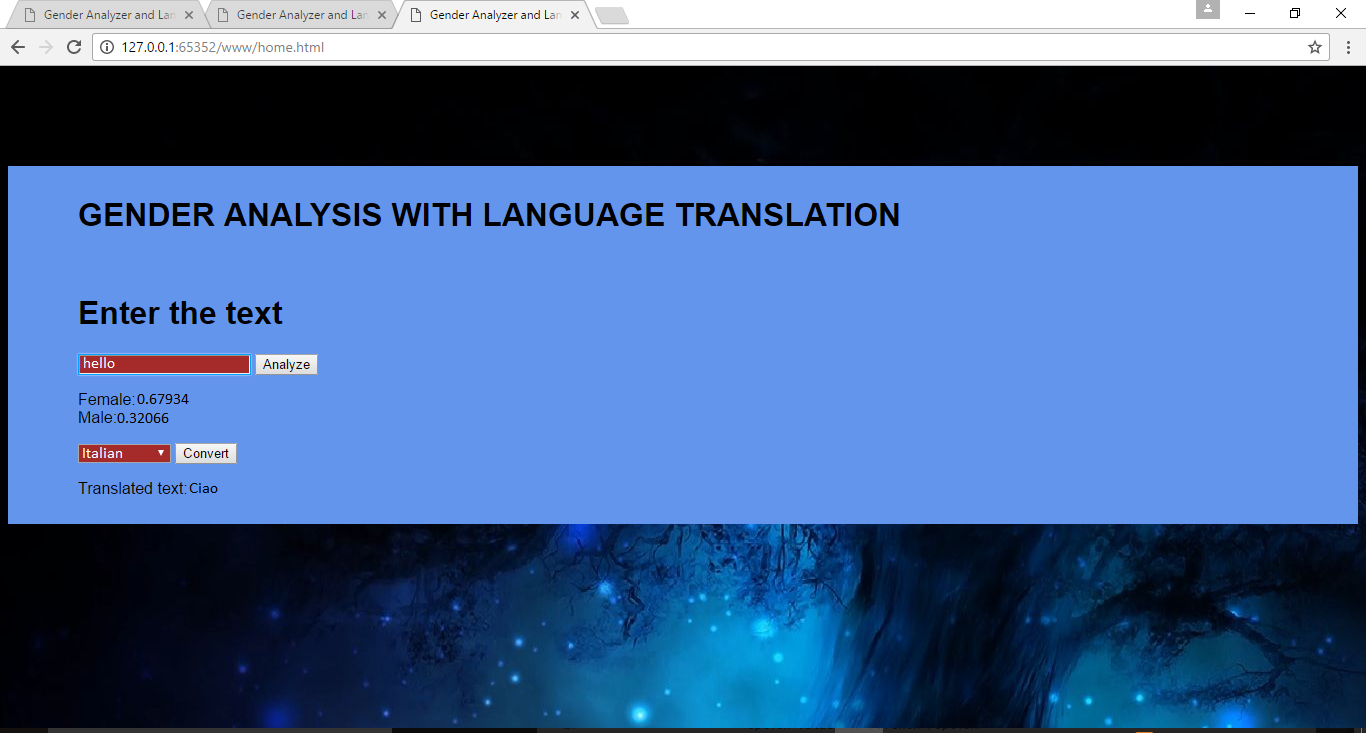 Gender Analyzer and Lan Gender Analyzer and Lan Gender Analyzer and Lan
127.0.0.1:65352/www/home.html
GENDER ANALYSIS WITH LANGUAGE TRANSLATION
Enter the text
hello Analyze
Female: 0.67934
Male:0.32066
Italian Convert
Translated text: Ciao